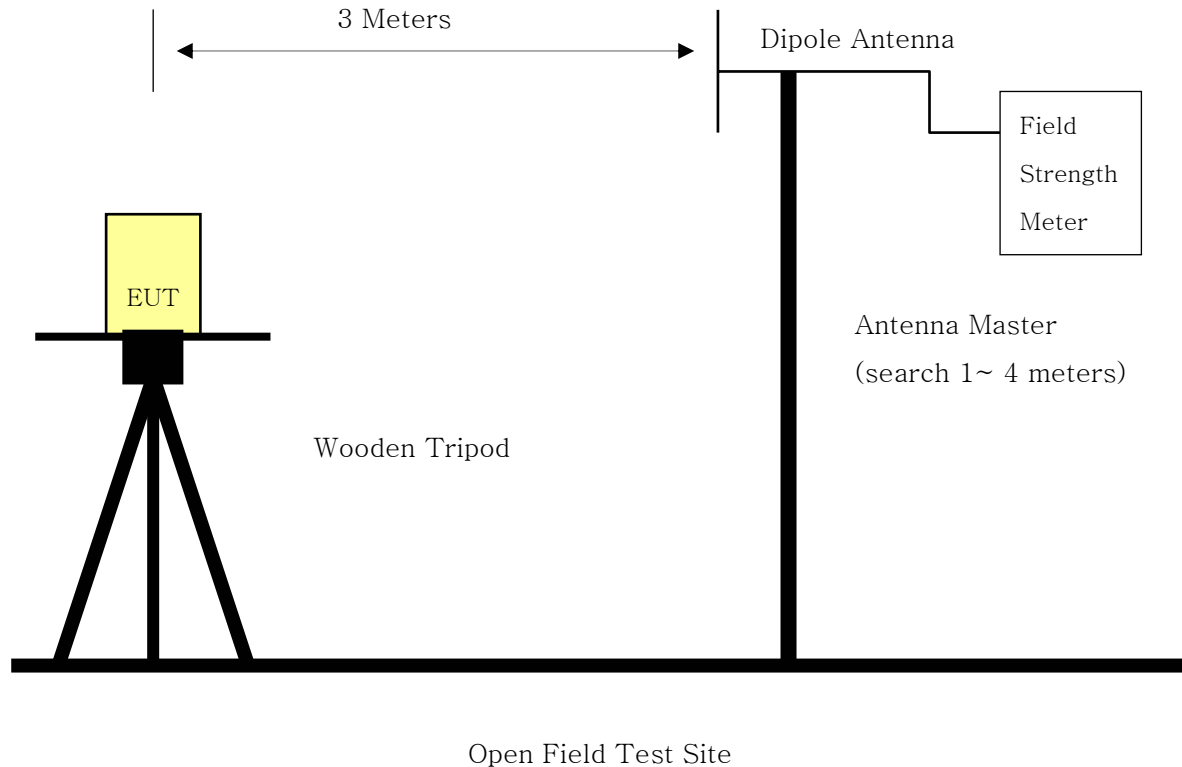 3 Meters
Dipole Antenna
Field
Strength
Meter
EUT
Antenna Master
(search 1~ 4 meters)
Wooden Tripod
Open Field Test Site